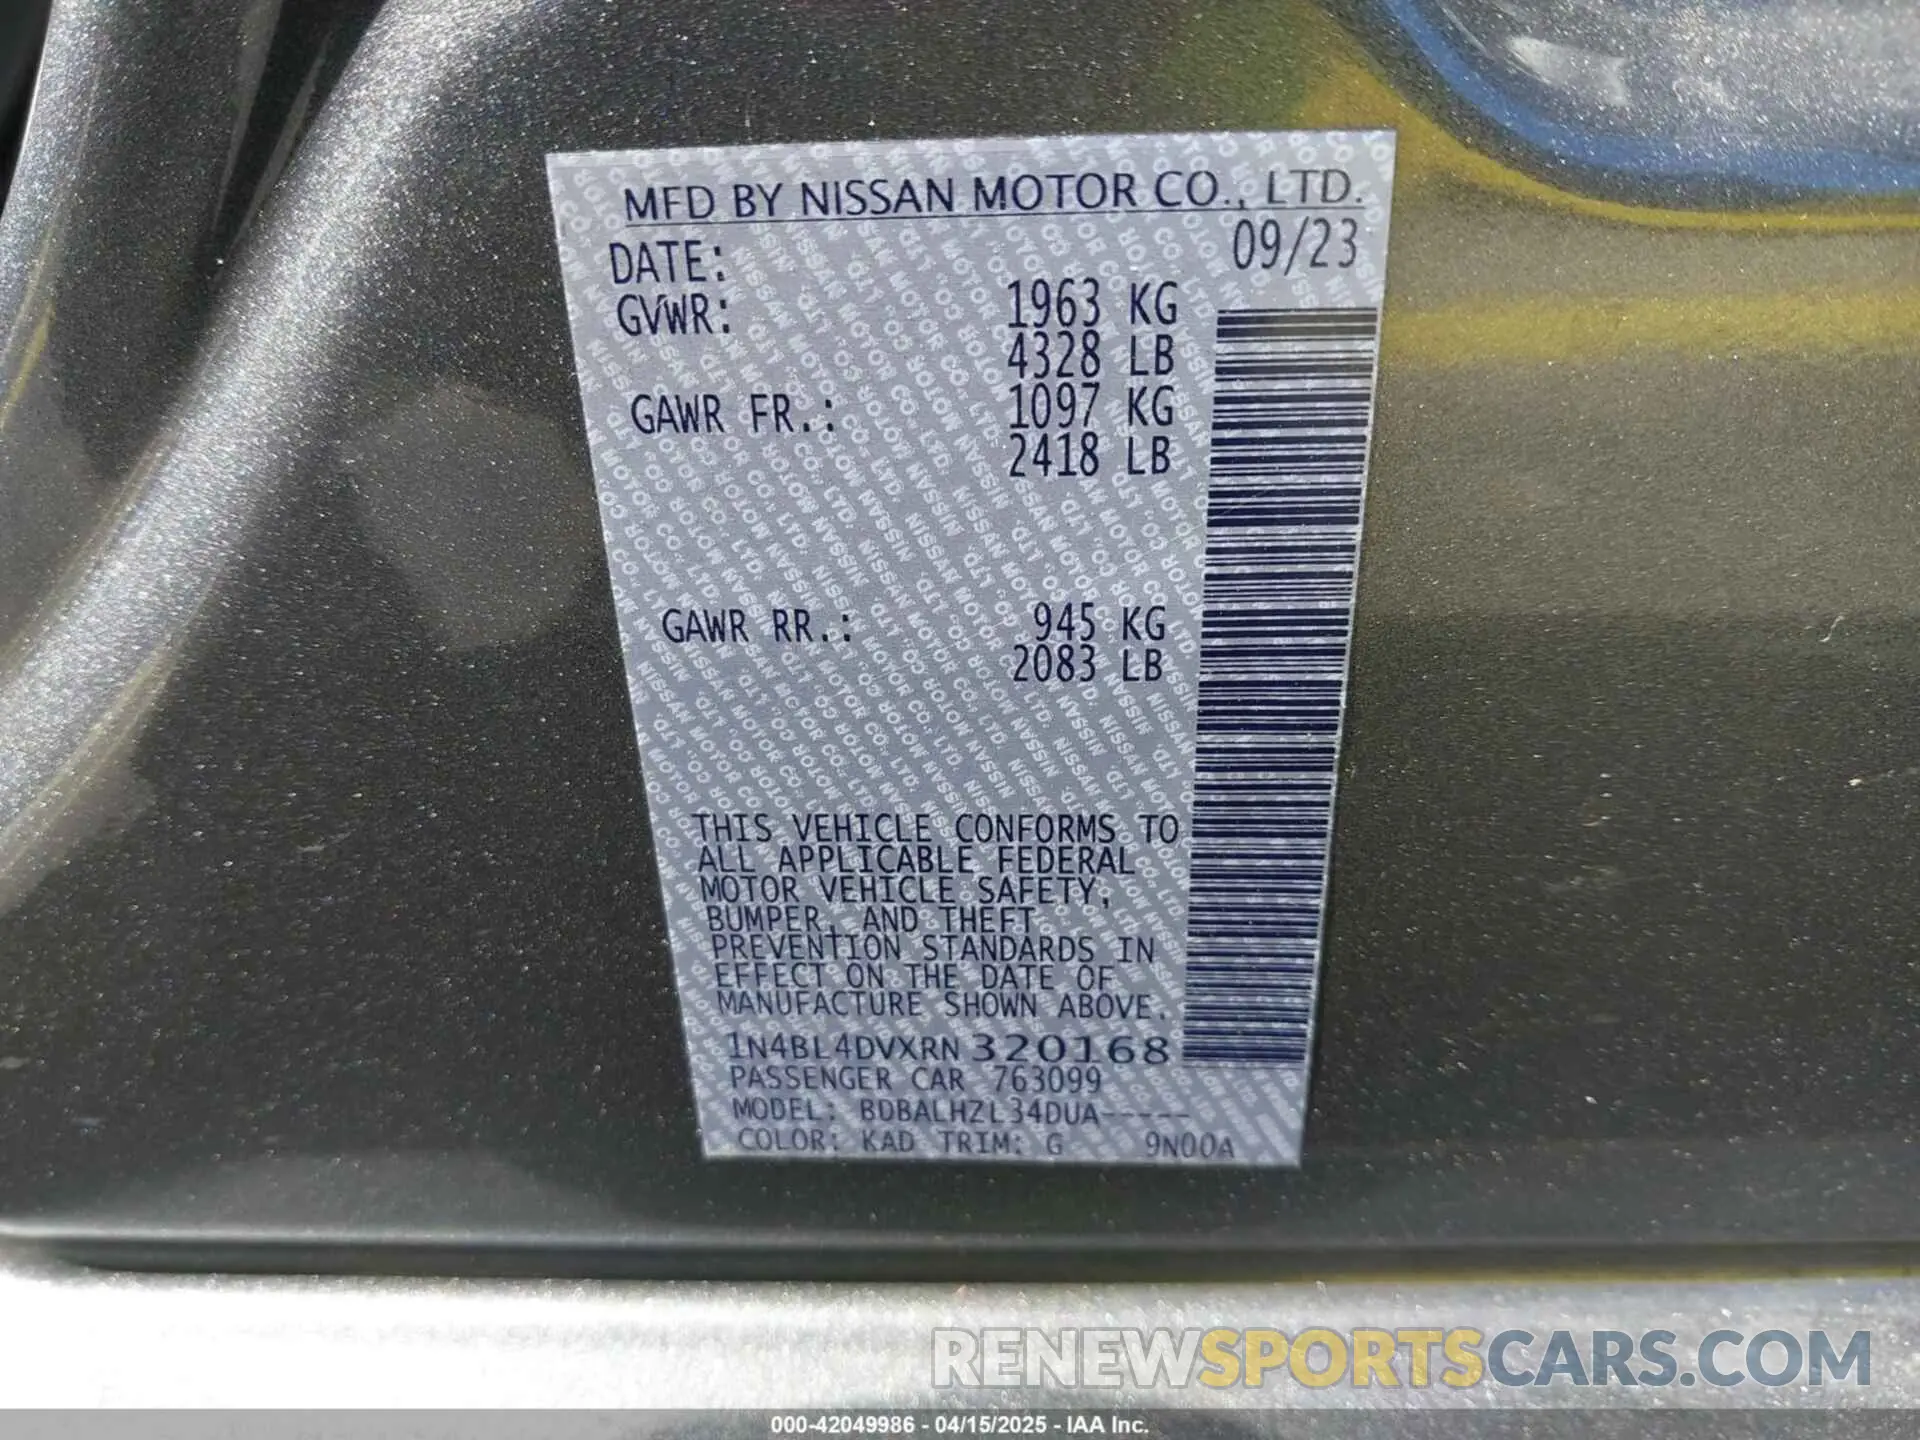 MFD BY NISSAN MOTOR CO., LTD.
DATE: 09/23
GVWR: 1963 KG
4328 LB
GAWR FR.: 1097 KG
2418 LB
GAWR RR.: 945 KG
2083 LB
THIS VEHICLE CONFORMS TO
ALL APPLICABLE FEDERAL
MOTOR VEHICLE SAFETY,
BUMPER, AND THEFT
PREVENTION STANDARDS IN
EFFECT ON THE DATE OF
MANUFACTURE SHOWN ABOVE.
1N4BL4DVXRN320168
PASSENGER CAR 763099
MODEL: BDBALHZL34DUA-----
COLOR: KAD TRIM: G 9N00A
RENEWSPORTSCARS.COM
000-42049986 - 04/15/2025 - IAA Inc.